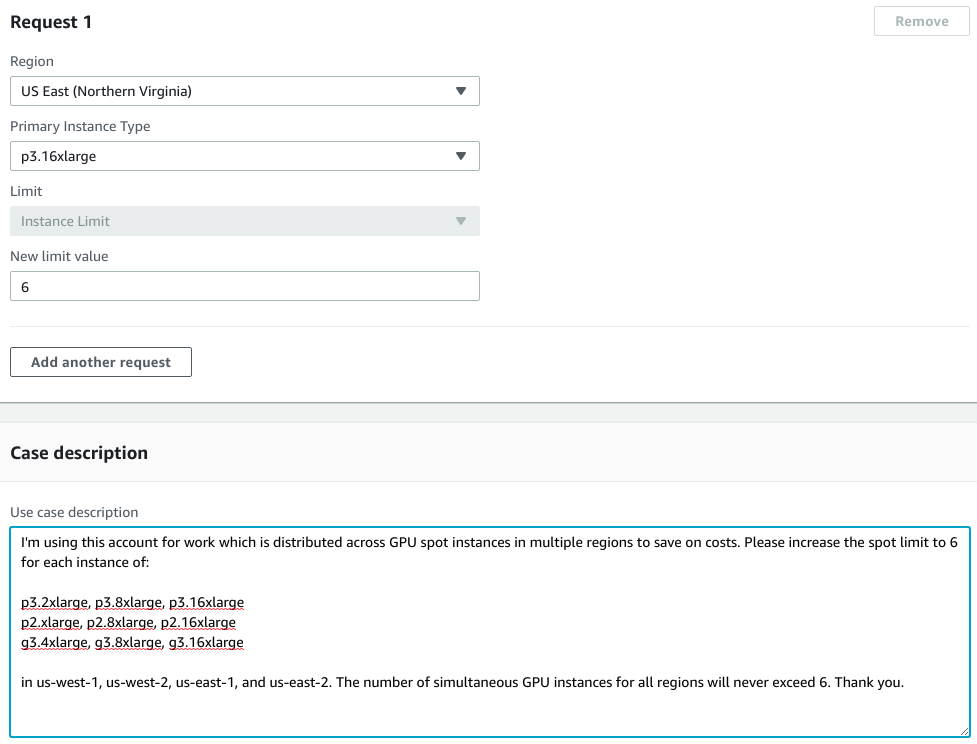 Request 1
Remove
Region
US East (Northern Virginia)
Primary Instance Type
p3.16xlarge
Limit
Instance Limit
New limit value
6
Add another request
Case description
Use case description
I'm using this account for work which is distributed across GPU spot instances in multiple regions to save on costs. Please increase the spot limit to 6
for each instance of:
p3.2xlarge, p3.8xlarge, p3.16xlarge
p2.xlarge, p2.8xlarge, p2.16xlarge
g3.4xlarge, g3.8xlarge, g3.16xlarge
in us-west-1, us-west-2, us-east-1, and us-east-2. The number of simultaneous GPU instances for all regions will never exceed 6. Thank you.